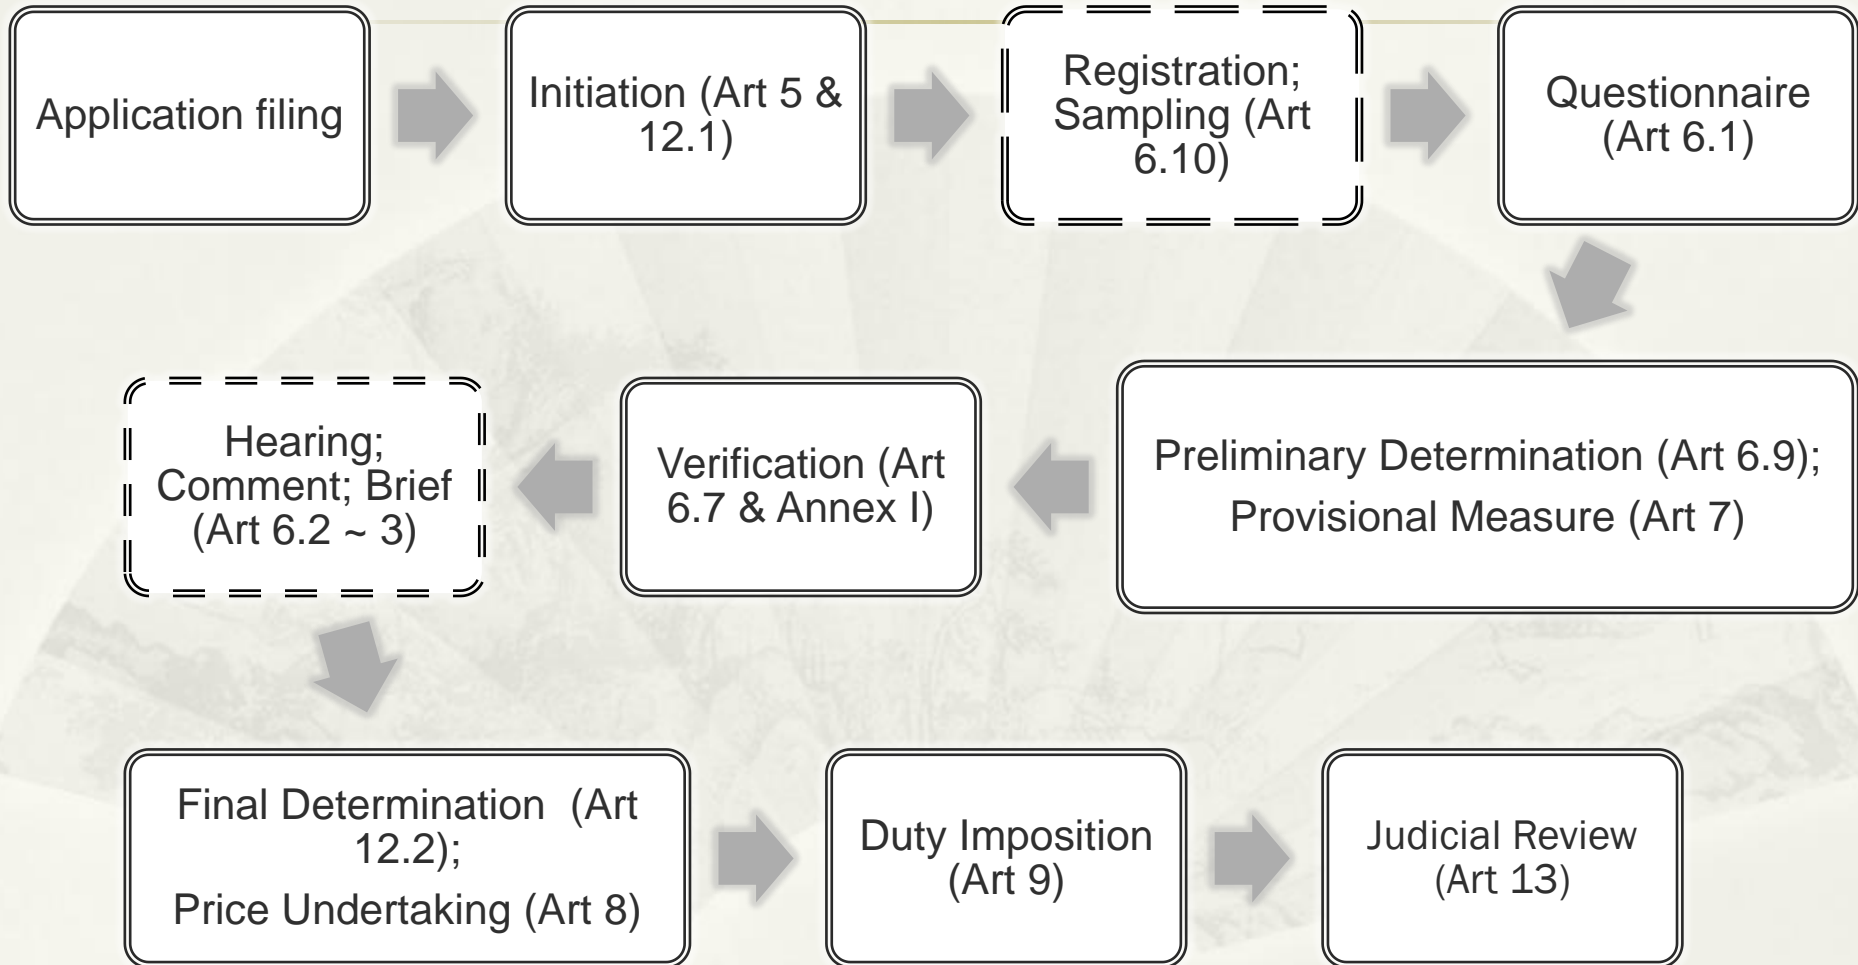 Application filing
Initiation (Art 5 &
12.1)
Registration;
Sampling (Art
6.10)
Questionnaire
(Art 6.1)
Preliminary Determination (Art 6.9);
Provisional Measure (Art 7)
Verification (Art
6.7 & Annex I)
Hearing;
Comment; Brief
(Art 6.2 ~ 3)
Final Determination (Art
12.2);
Price Undertaking (Art 8)
Duty Imposition
(Art 9)
Judicial Review
(Art 13)